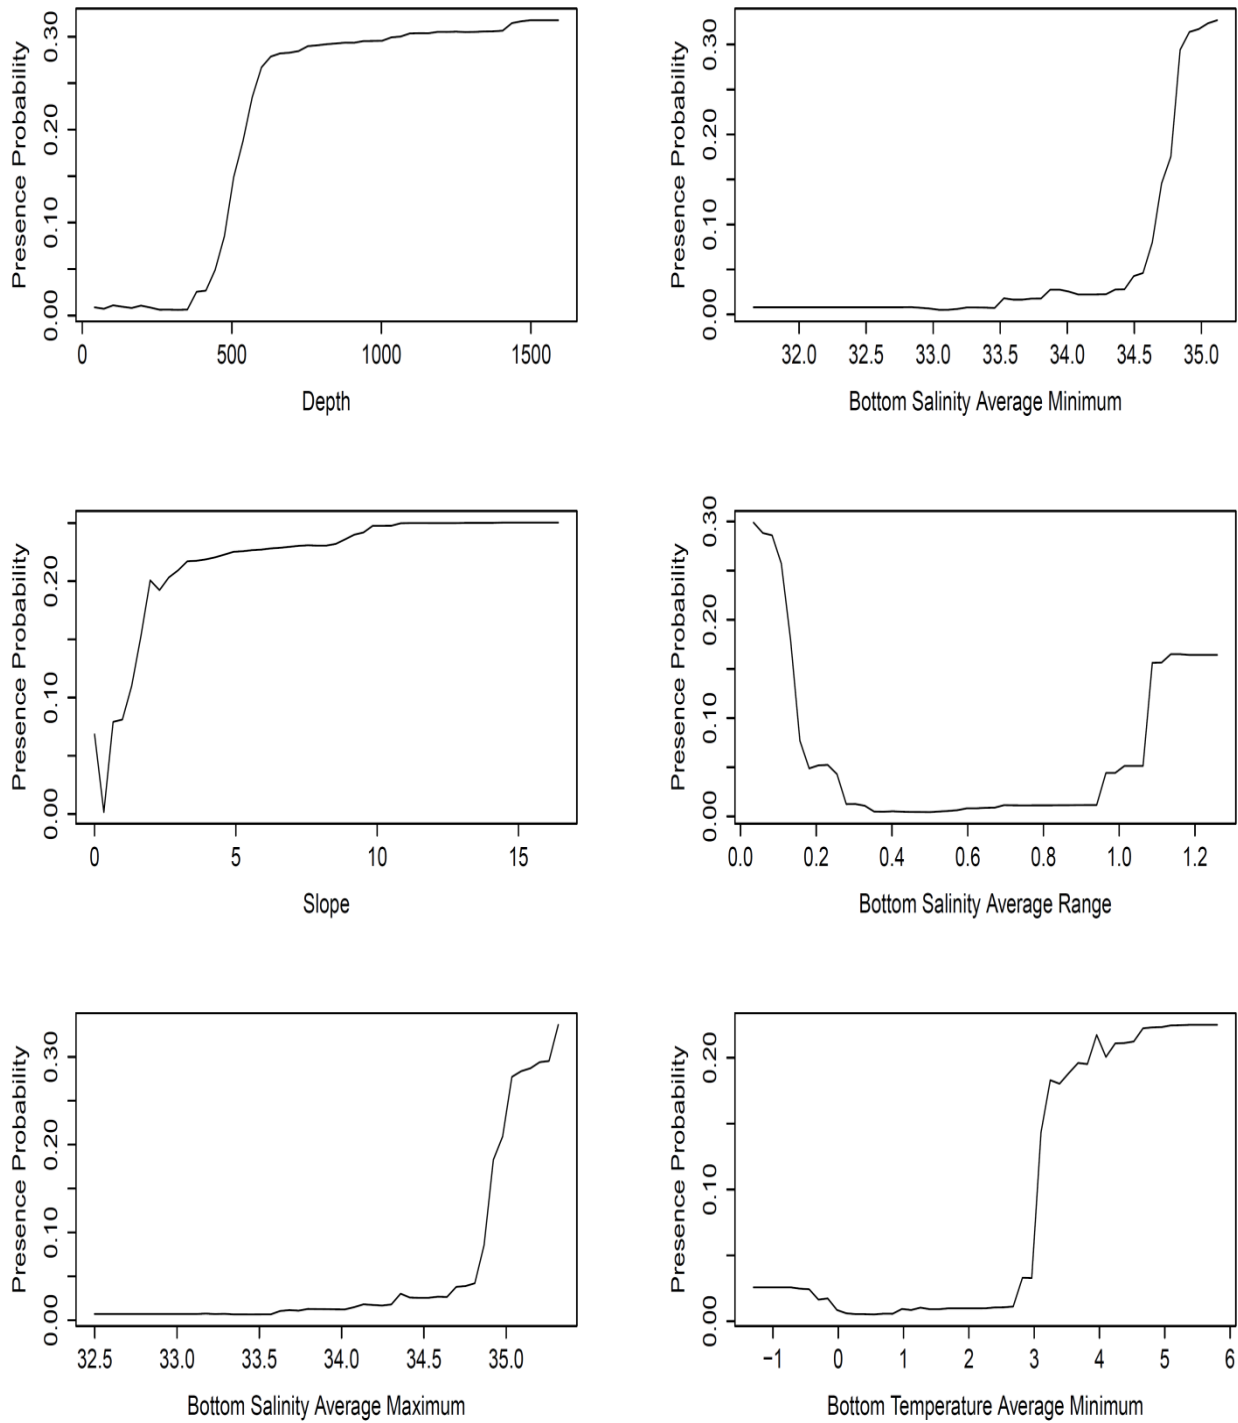 Presence Probability
0.00 0.10 0.20 0.30
0 500 1000 1500
Depth
Presence Probability
0.00 0.10 0.20 0.30
32.0 32.5 33.0 33.5 34.0 34.5 35.0
Bottom Salinity Average Minimum
Presence Probability
0.00 0.10 0.20
0 5 10 15
Slope
Presence Probability
0.00 0.10 0.20 0.30
0.0 0.2 0.4 0.6 0.8 1.0 1.2
Bottom Salinity Average Range
Presence Probability
0.00 0.10 0.20 0.30
32.5 33.0 33.5 34.0 34.5 35.0
Bottom Salinity Average Maximum
Presence Probability
0.00 0.10 0.20
−1 0 1 2 3 4 5 6
Bottom Temperature Average Minimum